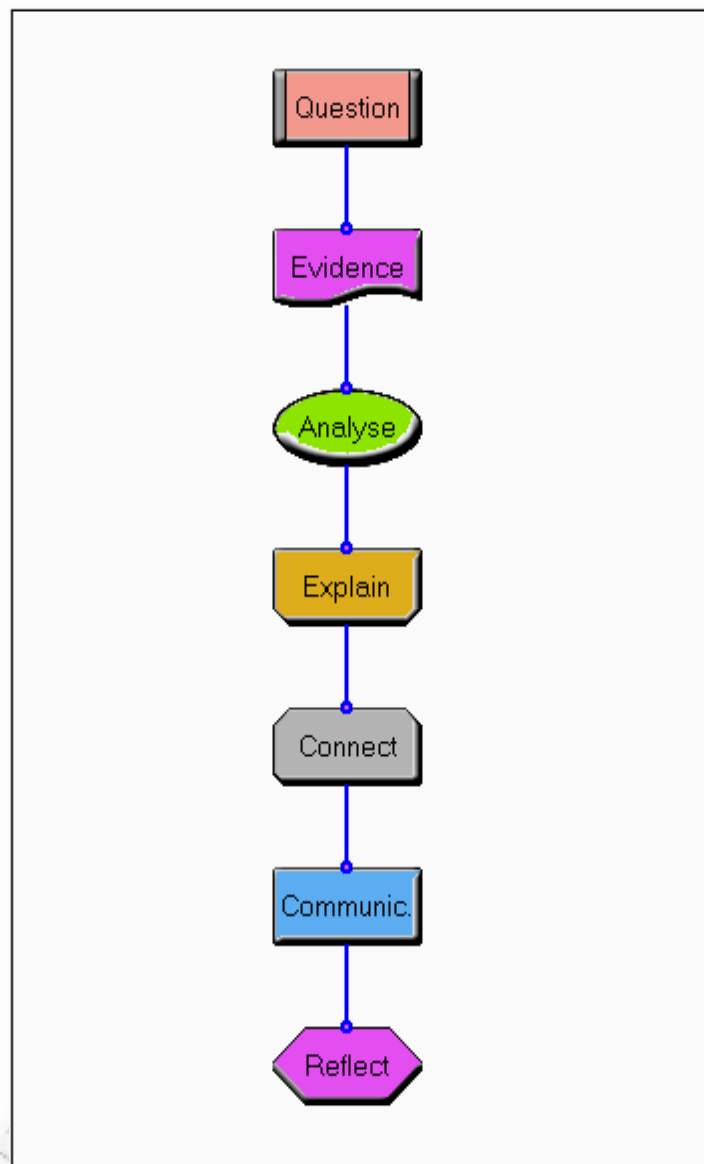 Question
Evidence
Analyse
Explain
Connect
Communic.
Reflect